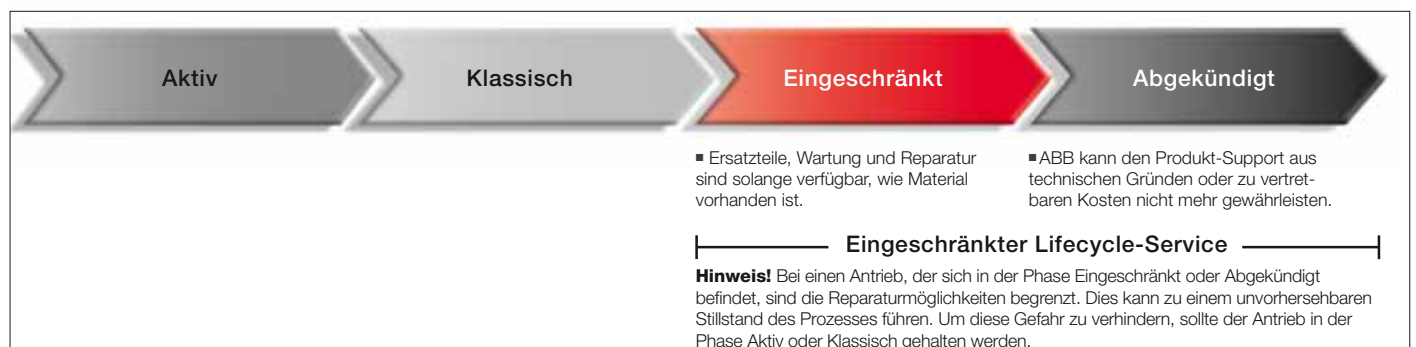 Aktiv
Klassisch
Eingeschränkt
Abgekündigt
■ Ersatzteile, Wartung und Reparatur
sind solange verfügbar, wie Material
vorhanden ist.
■ ABB kann den Produkt-Support aus
technischen Gründen oder zu vertret-
baren Kosten nicht mehr gewährleisten.
Eingeschränkter Lifecycle-Service
Hinweis! Bei einen Antrieb, der sich in der Phase Eingeschränkt oder Abgekündigt
befindet, sind die Reparaturmöglichkeiten begrenzt. Dies kann zu einem unvorhersehbaren
Stillstand des Prozesses führen. Um diese Gefahr zu verhindern, sollte der Antrieb in der
Phase Aktiv oder Klassisch gehalten werden.